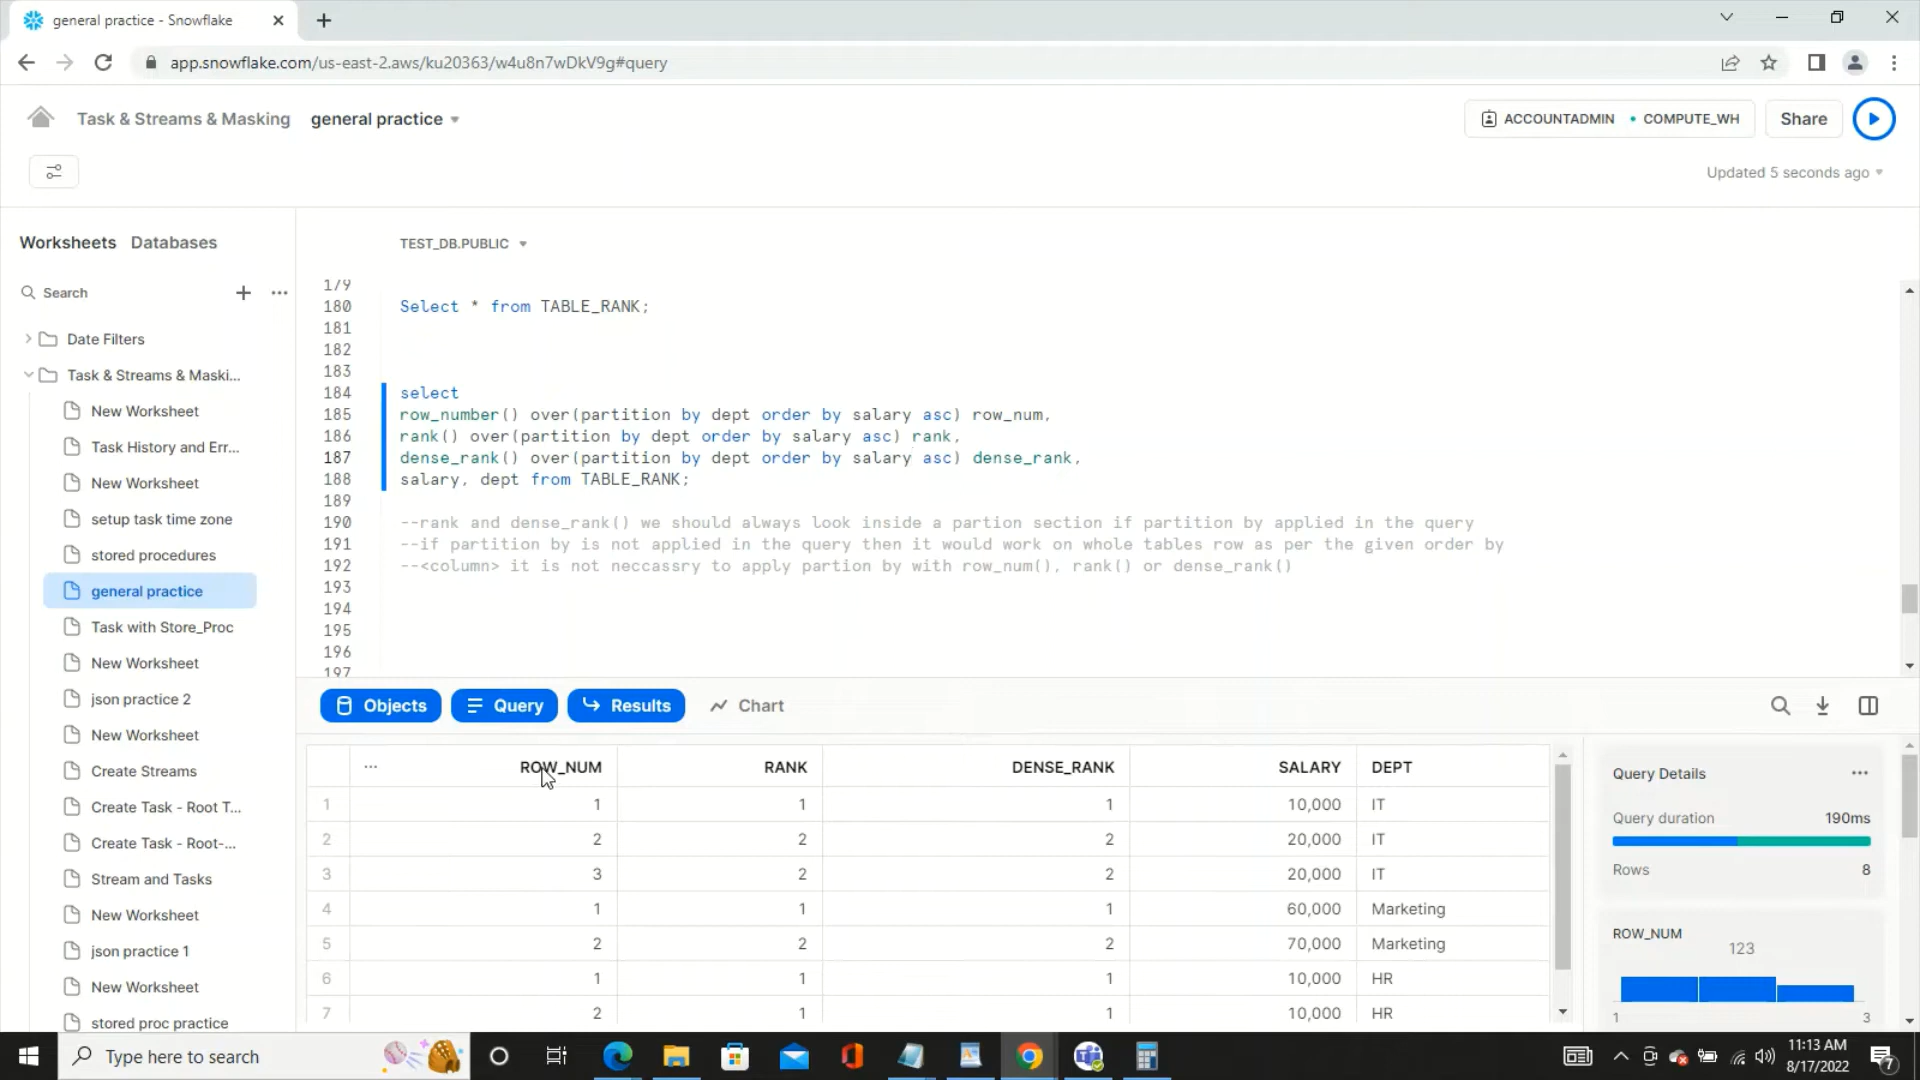 general practice - Snowflake
app.snowflake.com/us-east-2.aws/ku20363/w4u8n7wDkV9g#query
Task & Streams & Masking general practice
ACCOUNTADMIN • COMPUTE_WH
Share
Updated 5 seconds ago
Worksheets Databases
Search
Date Filters
Task & Streams & Maski...
New Worksheet
Task History and Err...
New Worksheet
setup task time zone
stored procedures
general practice
Task with Store_Proc
New Worksheet
json practice 2
New Worksheet
Create Streams
Create Task - Root T...
Create Task - Root-...
Stream and Tasks
New Worksheet
json practice 1
New Worksheet
stored proc practice
TEST_DB.PUBLIC
179
180 Select * from TABLE_RANK;
181
182
183
184 select
185 row_number() over(partition by dept order by salary asc) row_num,
186 rank() over(partition by dept order by salary asc) rank,
187 dense_rank() over(partition by dept order by salary asc) dense_rank,
188 salary, dept from TABLE_RANK;
189
190 --rank and dense_rank() we should always look inside a partion section if partition by applied in the query
191 --if partition by is not applied in the query then it would work on whole tables row as per the given order by
192 --<column> it is not neccassry to apply partion by with row_num(), rank() or dense_rank()
193
194
195
196
197
Objects Query Results Chart
... ROW_NUM RANK DENSE_RANK SALARY DEPT
1 1 1 1 10,000 IT
2 2 2 2 20,000 IT
3 3 2 2 20,000 IT
4 1 1 1 60,000 Marketing
5 2 2 2 70,000 Marketing
6 1 1 1 10,000 HR
7 2 1 1 10,000 HR
Query Details ...
Query duration 190ms
Rows 8
ROW_NUM
123
1 3
Type here to search
11:13 AM
8/17/2022
7